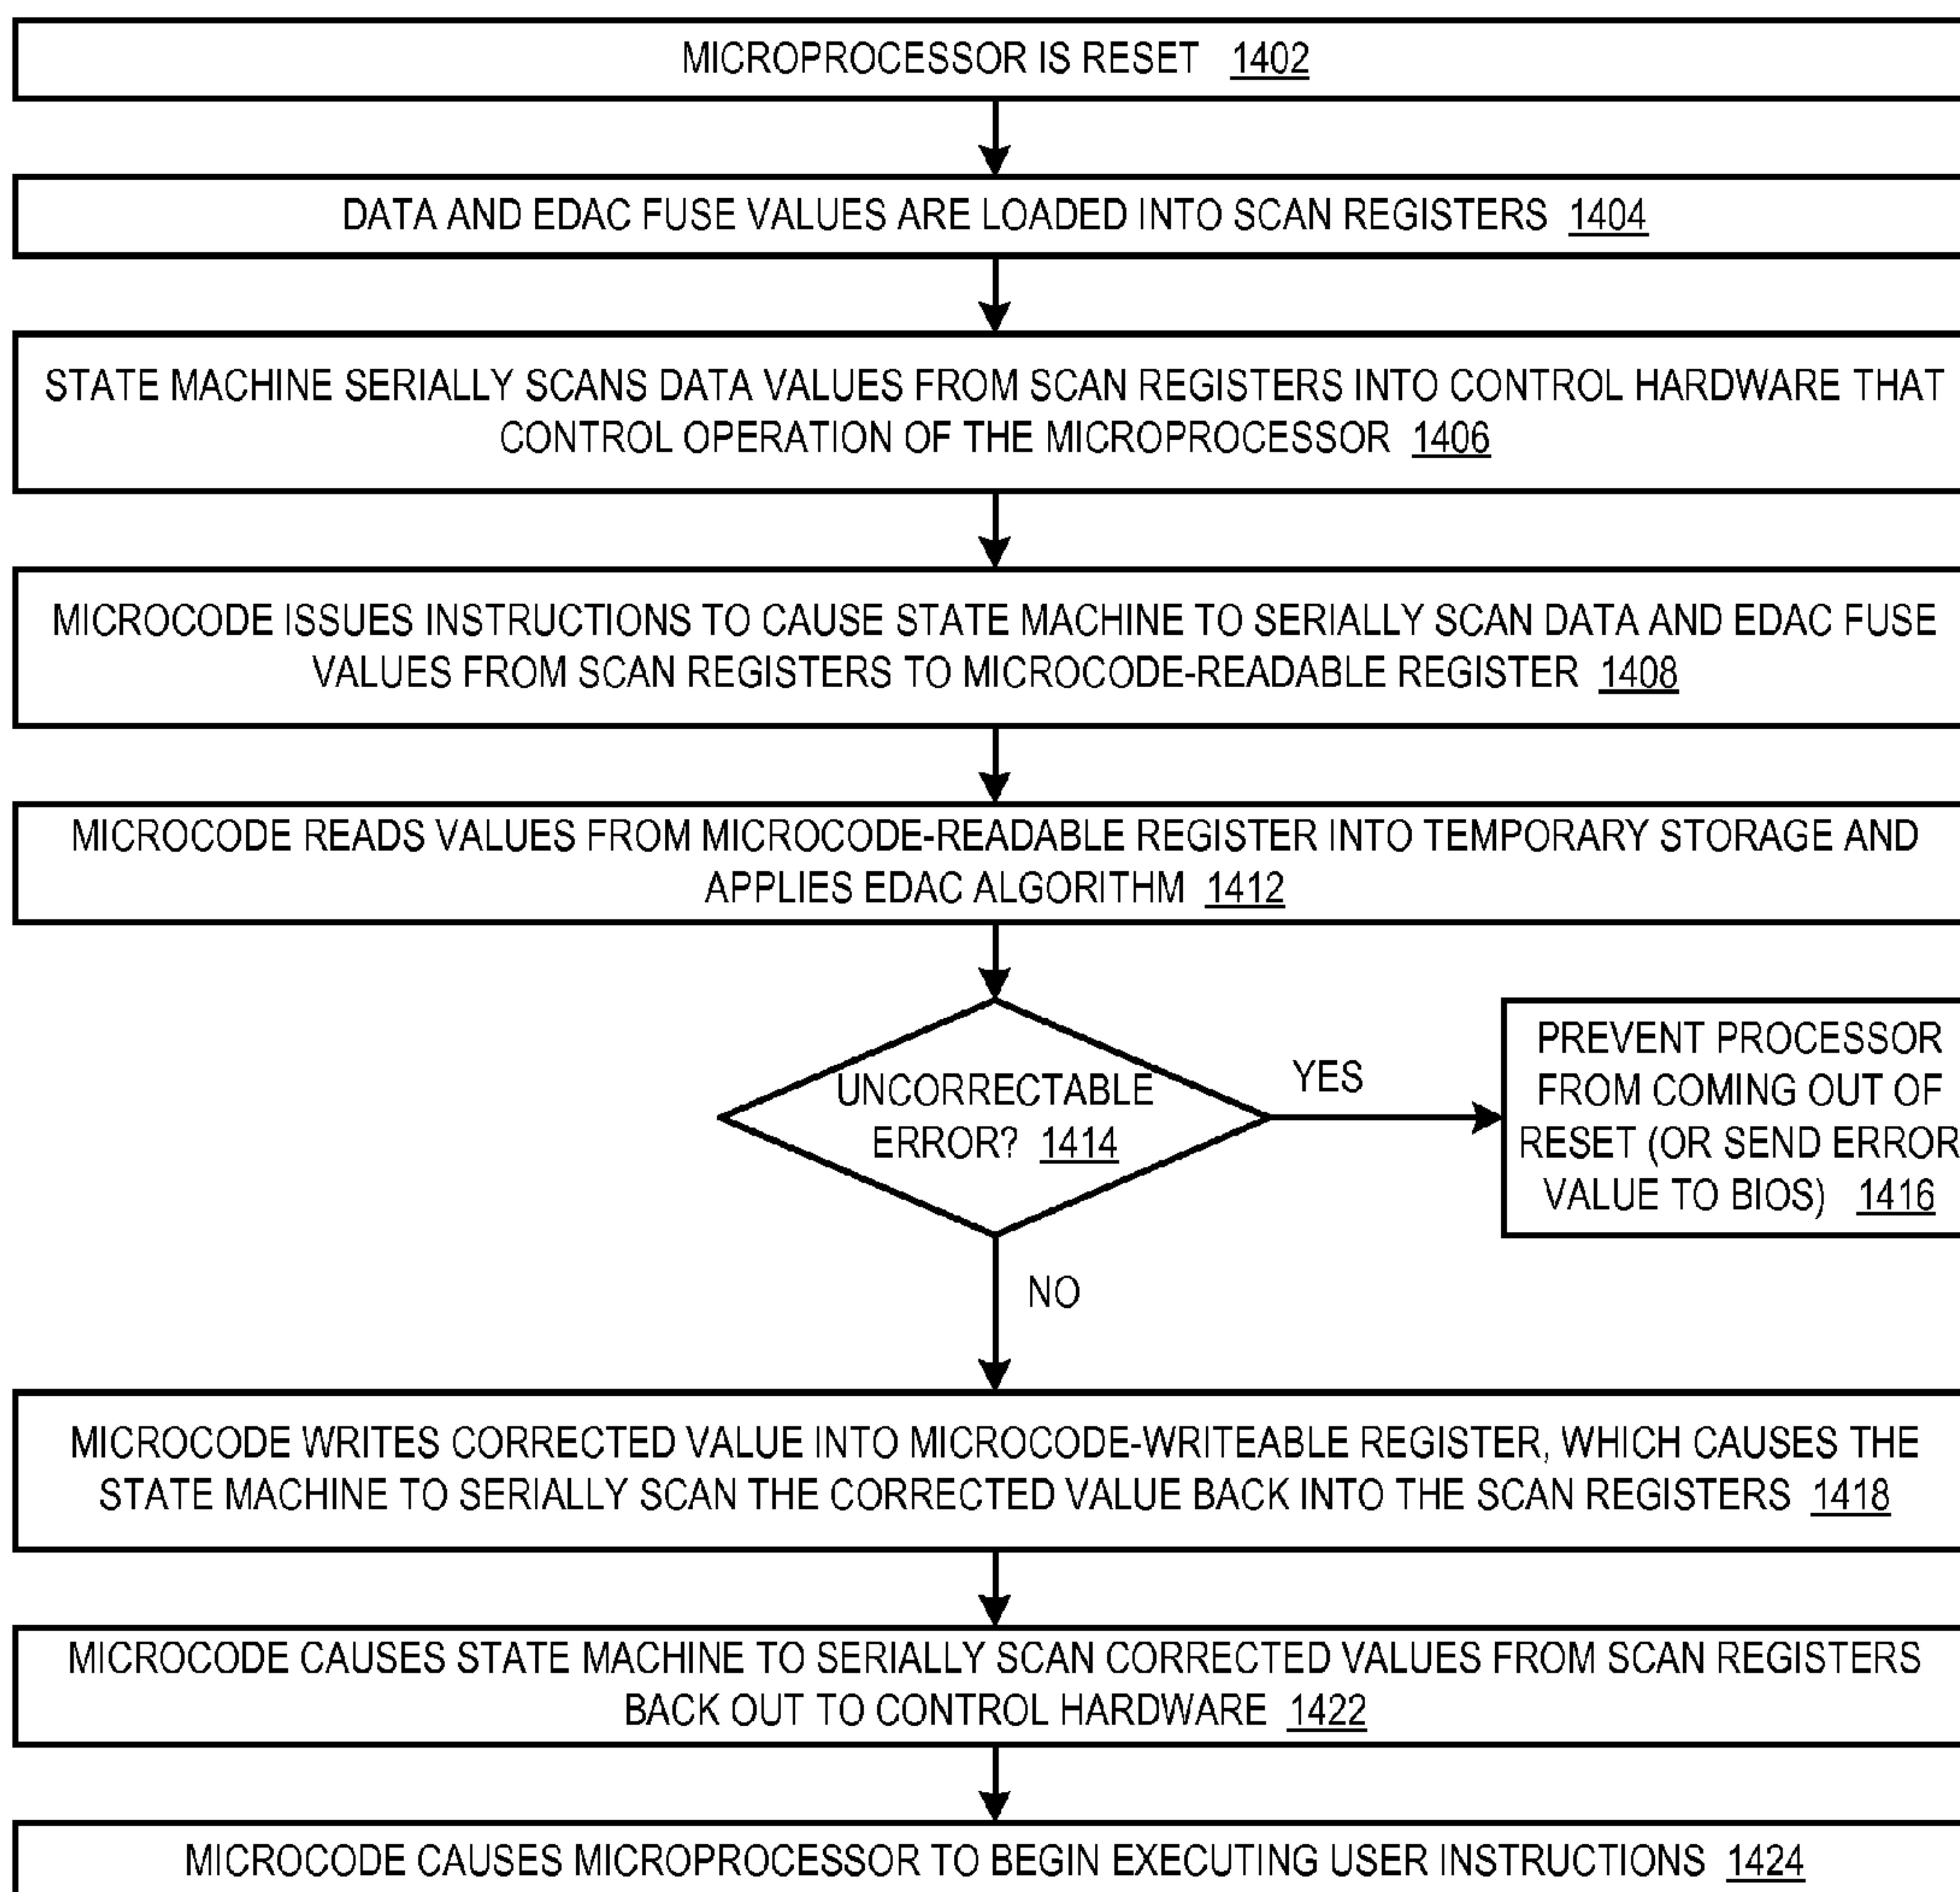 MICROPROCESSOR IS RESET 1402
DATA AND EDAC FUSE VALUES ARE LOADED INTO SCAN REGISTERS 1404
STATE MACHINE SERIALLY SCANS DATA VALUES FROM SCAN REGISTERS INTO CONTROL HARDWARE THAT
CONTROL OPERATION OF THE MICROPROCESSOR 1406
MICROCODE ISSUES INSTRUCTIONS TO CAUSE STATE MACHINE TO SERIALLY SCAN DATA AND EDAC FUSE
VALUES FROM SCAN REGISTERS TO MICROCODE-READABLE REGISTER 1408
MICROCODE READS VALUES FROM MICROCODE-READABLE REGISTER INTO TEMPORARY STORAGE AND
APPLIES EDAC ALGORITHM 1412
UNCORRECTABLE
ERROR? 1414
YES
PREVENT PROCESSOR
FROM COMING OUT OF
RESET (OR SEND ERROR
VALUE TO BIOS) 1416
NO
MICROCODE WRITES CORRECTED VALUE INTO MICROCODE-WRITEABLE REGISTER, WHICH CAUSES THE
STATE MACHINE TO SERIALLY SCAN THE CORRECTED VALUE BACK INTO THE SCAN REGISTERS 1418
MICROCODE CAUSES STATE MACHINE TO SERIALLY SCAN CORRECTED VALUES FROM SCAN REGISTERS
BACK OUT TO CONTROL HARDWARE 1422
MICROCODE CAUSES MICROPROCESSOR TO BEGIN EXECUTING USER INSTRUCTIONS 1424